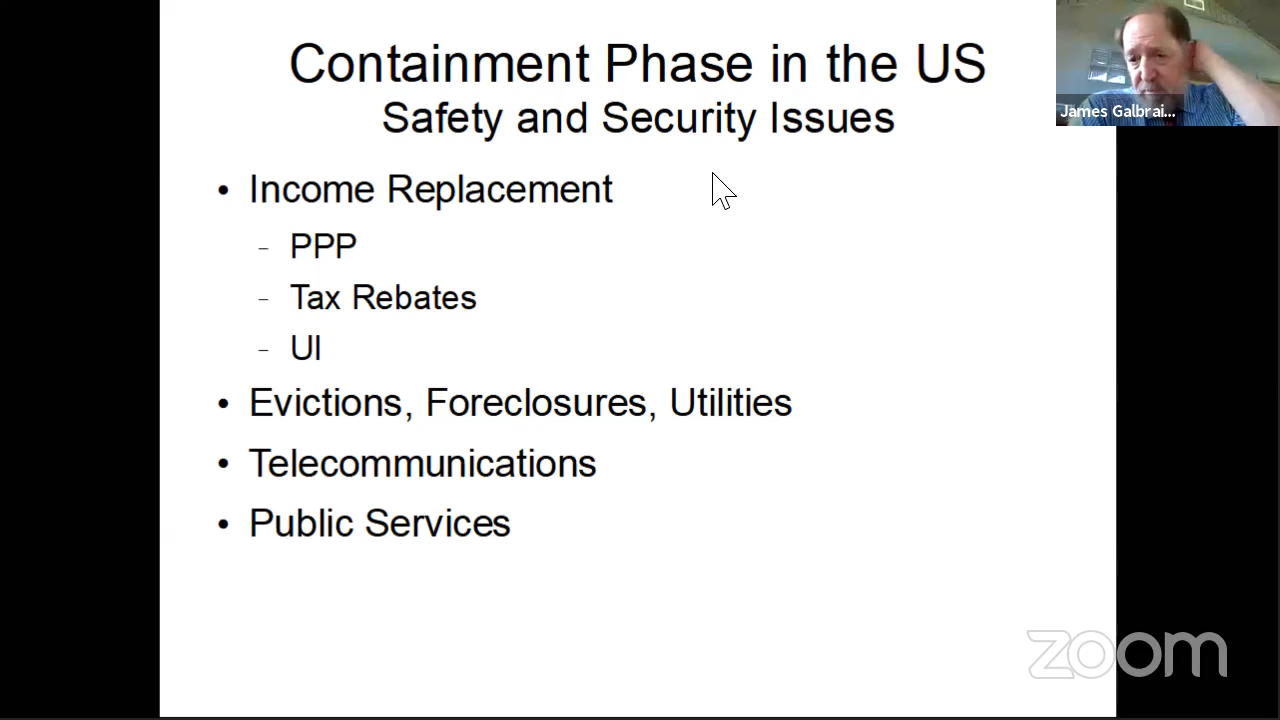 Containment Phase in the US
Safety and Security Issues
James Galbrai...
• Income Replacement
– PPP
– Tax Rebates
– UI
• Evictions, Foreclosures, Utilities
• Telecommunications
• Public Services
zoom